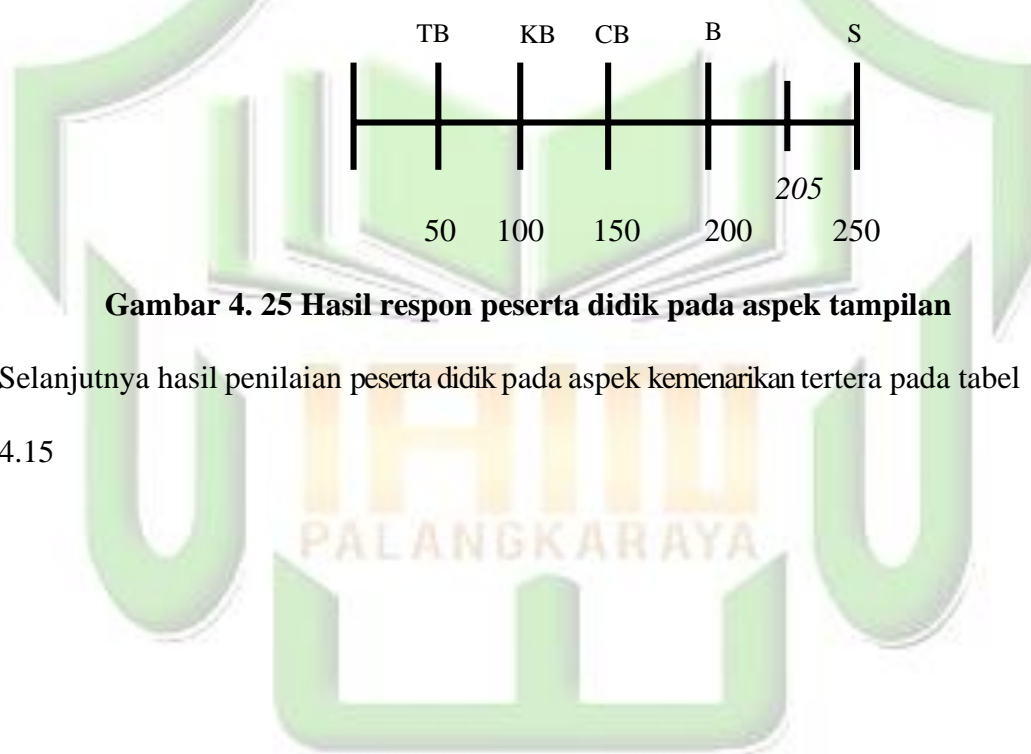 TB KB CB B S
205
50 100 150 200 250
Gambar 4. 25 Hasil respon peserta didik pada aspek tampilan
Selanjutnya hasil penilaian peserta didik pada aspek kemenarikan tertera pada tabel
4.15
PALANGKARAYA